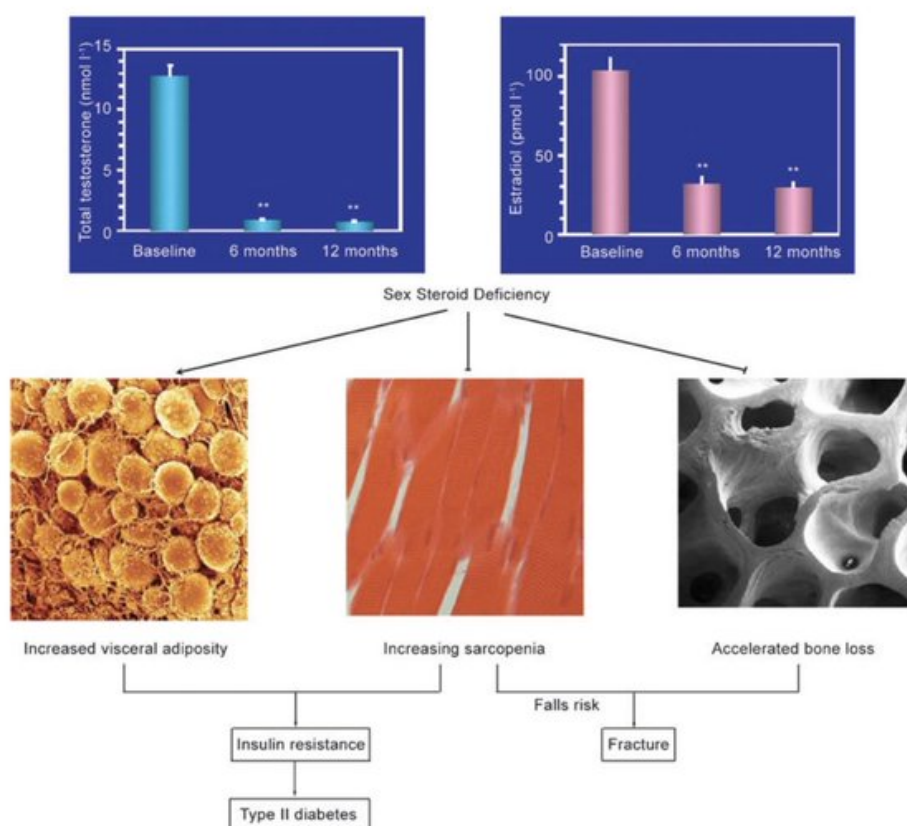 Total testosterone (nmol l⁻¹)
15
10
5
0
**
**
Baseline 6 months 12 months
Estradiol (pmol l⁻¹)
100
50
0
**
**
Baseline 6 months 12 months
Sex Steroid Deficiency
Increased visceral adiposity
Increasing sarcopenia
Accelerated bone loss
Falls risk
Insulin resistance
Fracture
Type II diabetes